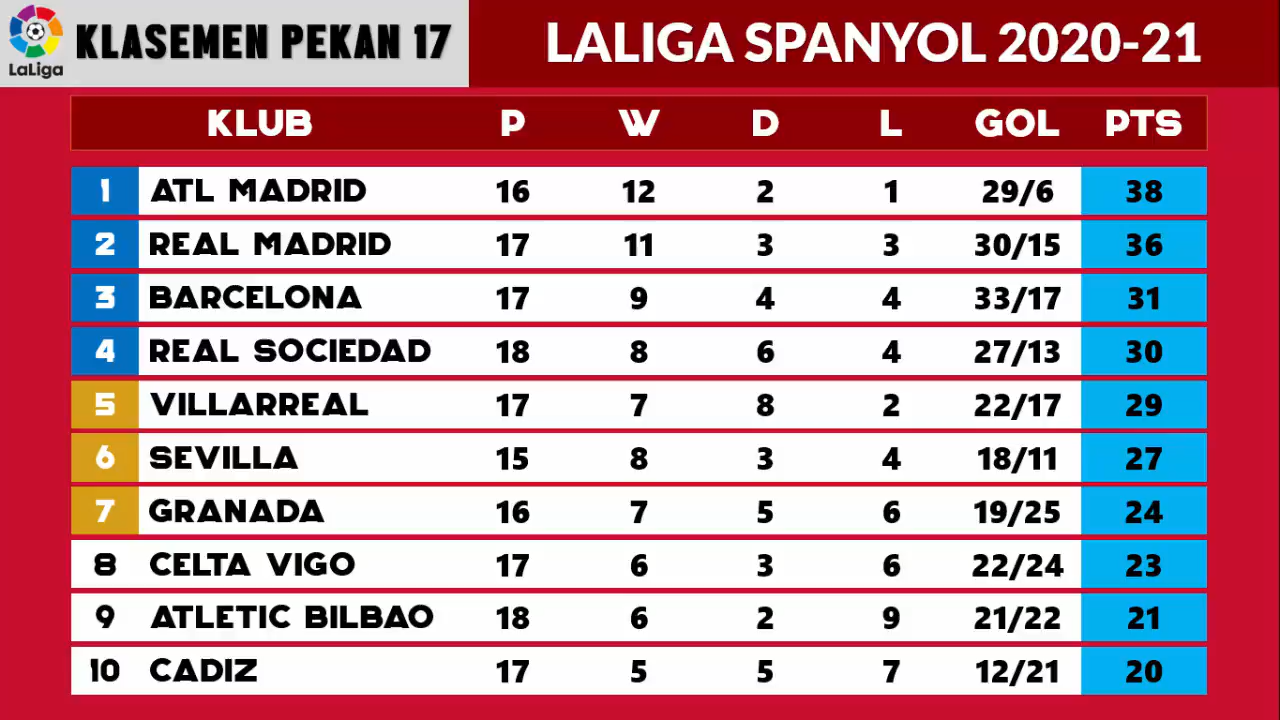 LaLiga
KLASEMEN PEKAN 17
LALIGA SPANYOL 2020-21
KLUB P W D L GOL PTS
1 ATL MADRID 16 12 2 1 29/6 38
2 REAL MADRID 17 11 3 3 30/15 36
3 BARCELONA 17 9 4 4 33/17 31
4 REAL SOCIEDAD 18 8 6 4 27/13 30
5 VILLARREAL 17 7 8 2 22/17 29
6 SEVILLA 15 8 3 4 18/11 27
7 GRANADA 16 7 5 6 19/25 24
8 CELTA VIGO 17 6 3 6 22/24 23
9 ATLETIC BILBAO 18 6 2 9 21/22 21
10 CADIZ 17 5 5 7 12/21 20